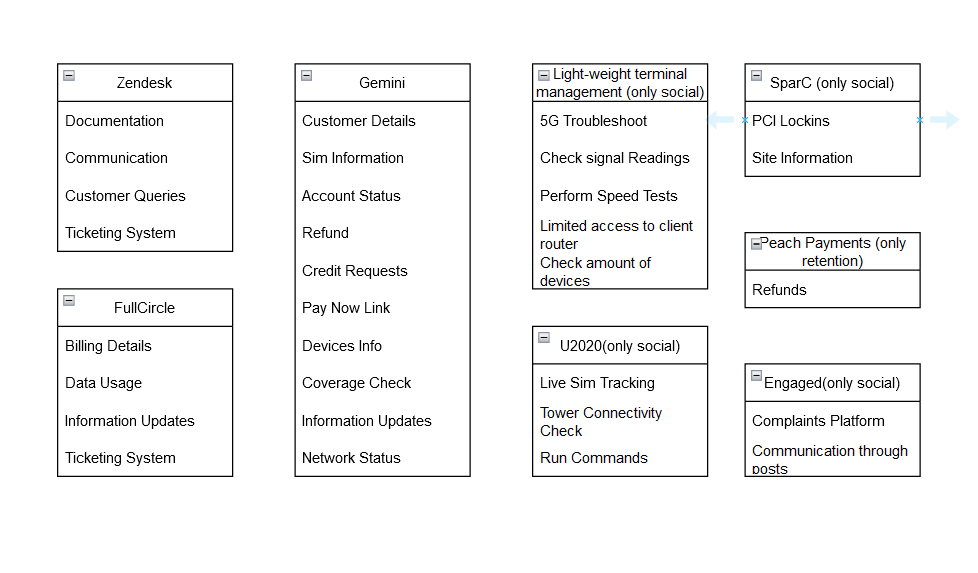 Zendesk
Documentation
Communication
Customer Queries
Ticketing System
FullCircle
Billing Details
Data Usage
Information Updates
Ticketing System
Gemini
Customer Details
Sim Information
Account Status
Refund
Credit Requests
Pay Now Link
Devices Info
Coverage Check
Information Updates
Network Status
Light-weight terminal
management (only social)
5G Troubleshoot
Check signal Readings
Perform Speed Tests
Limited access to client
router
Check amount of
devices
U2020(only social)
Live Sim Tracking
Tower Connectivity
Check
Run Commands
SparC (only social)
PCI Lockins
Site Information
Peach Payments (only
retention)
Refunds
Engaged(only social)
Complaints Platform
Communication through
posts